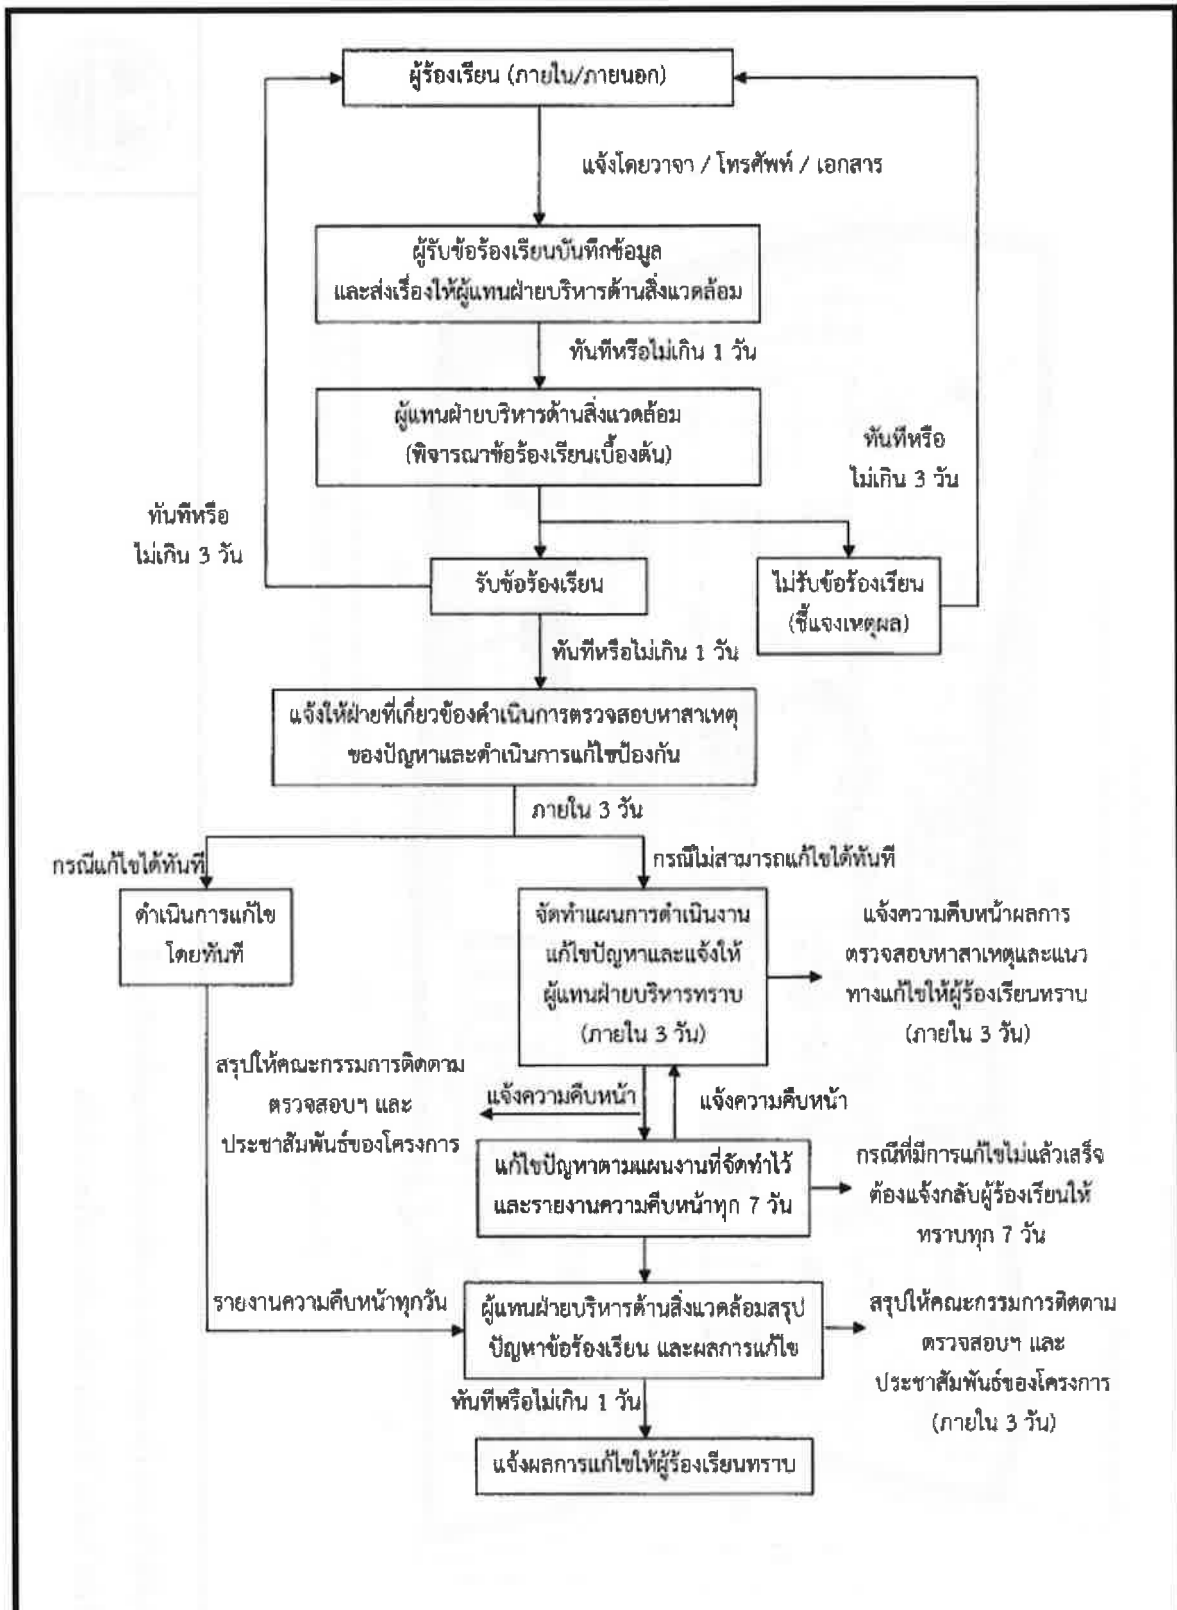 ผู้ร้องเรียน (ภายใน/ภายนอก)
แจ้งโดยวาจา / โทรศัพท์ / เอกสาร
ผู้รับข้อร้องเรียนบันทึกข้อมูล
และส่งเรื่องให้ผู้แทนฝ่ายบริหารด้านสิ่งแวดล้อม
ทันทีหรือไม่เกิน 1 วัน
ผู้แทนฝ่ายบริหารด้านสิ่งแวดล้อม
(พิจารณาข้อร้องเรียนเบื้องต้น)
ทันทีหรือ
ไม่เกิน 3 วัน
ทันทีหรือ
ไม่เกิน 3 วัน
รับข้อร้องเรียน
ไม่รับข้อร้องเรียน
(ชี้แจงเหตุผล)
ทันทีหรือไม่เกิน 1 วัน
แจ้งให้ฝ่ายที่เกี่ยวข้องดำเนินการตรวจสอบหาสาเหตุ
ของปัญหาและดำเนินการแก้ไขป้องกัน
ภายใน 3 วัน
กรณีแก้ไขได้ทันที
กรณีไม่สามารถแก้ไขได้ทันที
ดำเนินการแก้ไข
โดยทันที
จัดทำแผนการดำเนินงาน
แก้ไขปัญหาและแจ้งให้
ผู้แทนฝ่ายบริหารทราบ
(ภายใน 3 วัน)
แจ้งความคืบหน้าผลการ
ตรวจสอบหาสาเหตุและแนว
ทางแก้ไขให้ผู้ร้องเรียนทราบ
(ภายใน 3 วัน)
สรุปให้คณะกรรมการติดตาม
ตรวจสอบฯ และ
ประชาสัมพันธ์ของโครงการ
แจ้งความคืบหน้า
แจ้งความคืบหน้า
แก้ไขปัญหาตามแผนงานที่จัดทำไว้
และรายงานความคืบหน้าทุก 7 วัน
กรณีที่มีการแก้ไขไม่แล้วเสร็จ
ต้องแจ้งกลับผู้ร้องเรียนให้
ทราบทุก 7 วัน
รายงานความคืบหน้าทุกวัน
ผู้แทนฝ่ายบริหารด้านสิ่งแวดล้อมสรุป
ปัญหาข้อร้องเรียน และผลการแก้ไข
สรุปให้คณะกรรมการติดตาม
ตรวจสอบฯ และ
ประชาสัมพันธ์ของโครงการ
(ภายใน 3 วัน)
ทันทีหรือไม่เกิน 1 วัน
แจ้งผลการแก้ไขให้ผู้ร้องเรียนทราบ